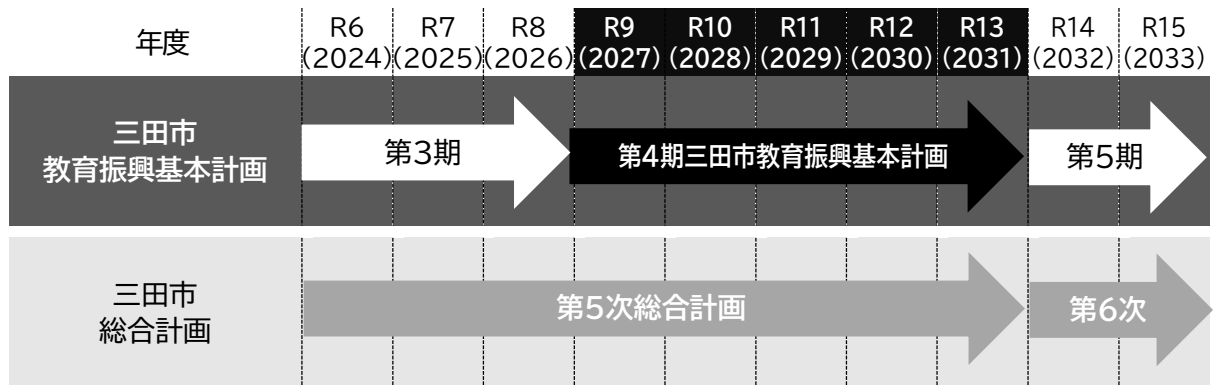 年度
R6 R7 R8 R9 R10 R11 R12 R13 R14 R15
(2024) (2025) (2026) (2027) (2028) (2029) (2030) (2031) (2032) (2033)
三田市
教育振興基本計画
第3期
第4期三田市教育振興基本計画
第5期
三田市
総合計画
第5次総合計画
第6次